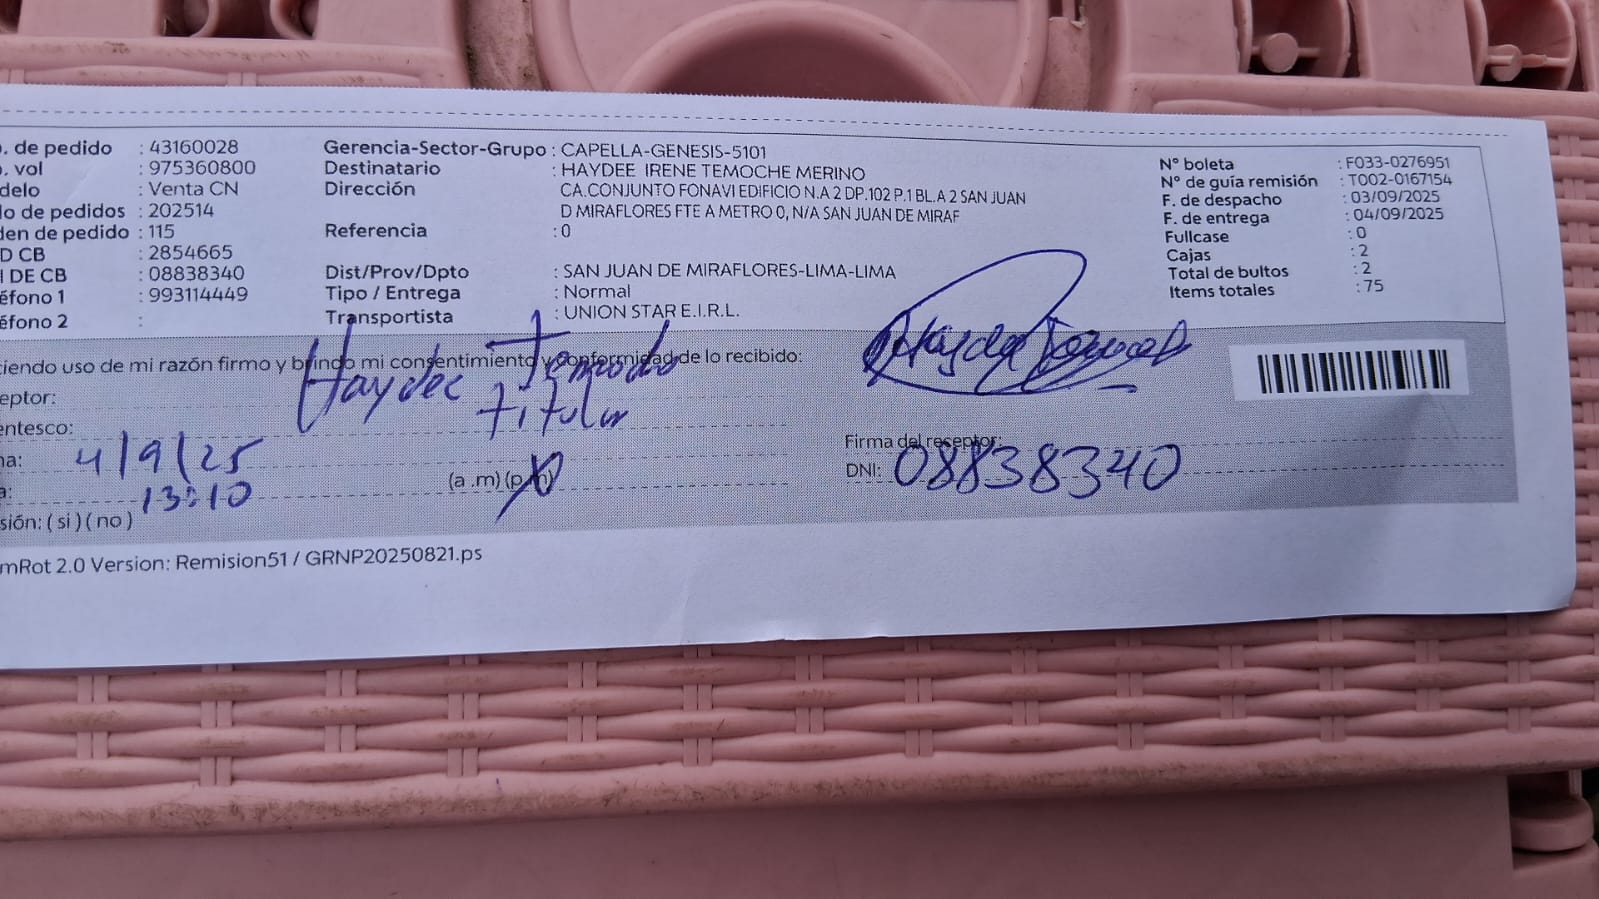 . de pedido : 43160028
. vol : 975360800
delo : Venta CN
lo de pedidos : 202514
den de pedido : 115
D CB : 2854665
I DE CB : 08838340
éfono 1 : 993114449
éfono 2 :
Gerencia-Sector-Grupo : CAPELLA-GENESIS-5101
Destinatario : HAYDEE IRENE TEMOCHE MERINO
Dirección CA.CONJUNTO FONAVI EDIFICIO N.A 2 DP.102 P.1 BL.A 2 SAN JUAN
D MIRAFLORES FTE A METRO 0, N/A SAN JUAN DE MIRAF
Referencia : 0
Dist/Prov/Dpto : SAN JUAN DE MIRAFLORES-LIMA-LIMA
Tipo / Entrega : Normal
Transportista : UNION STAR E.I.R.L.
N° boleta : F033-0276951
N° de guía remisión : T002-0167154
F. de despacho : 03/09/2025
F. de entrega : 04/09/2025
Fullcase : 0
Cajas : 2
Total de bultos : 2
Items totales : 75
ciendo uso de mi razón firmo y brindo mi consentimiento y conformidad de lo recibido:
eptor: Haydee
entesco: titular
ha: 4/9/25
a: 13:10 (a .m) (p.m)
sión: ( si ) ( no )
Firma del receptor:
DNI: 08838340
mRot 2.0 Version: Remision51 / GRNP20250821.ps